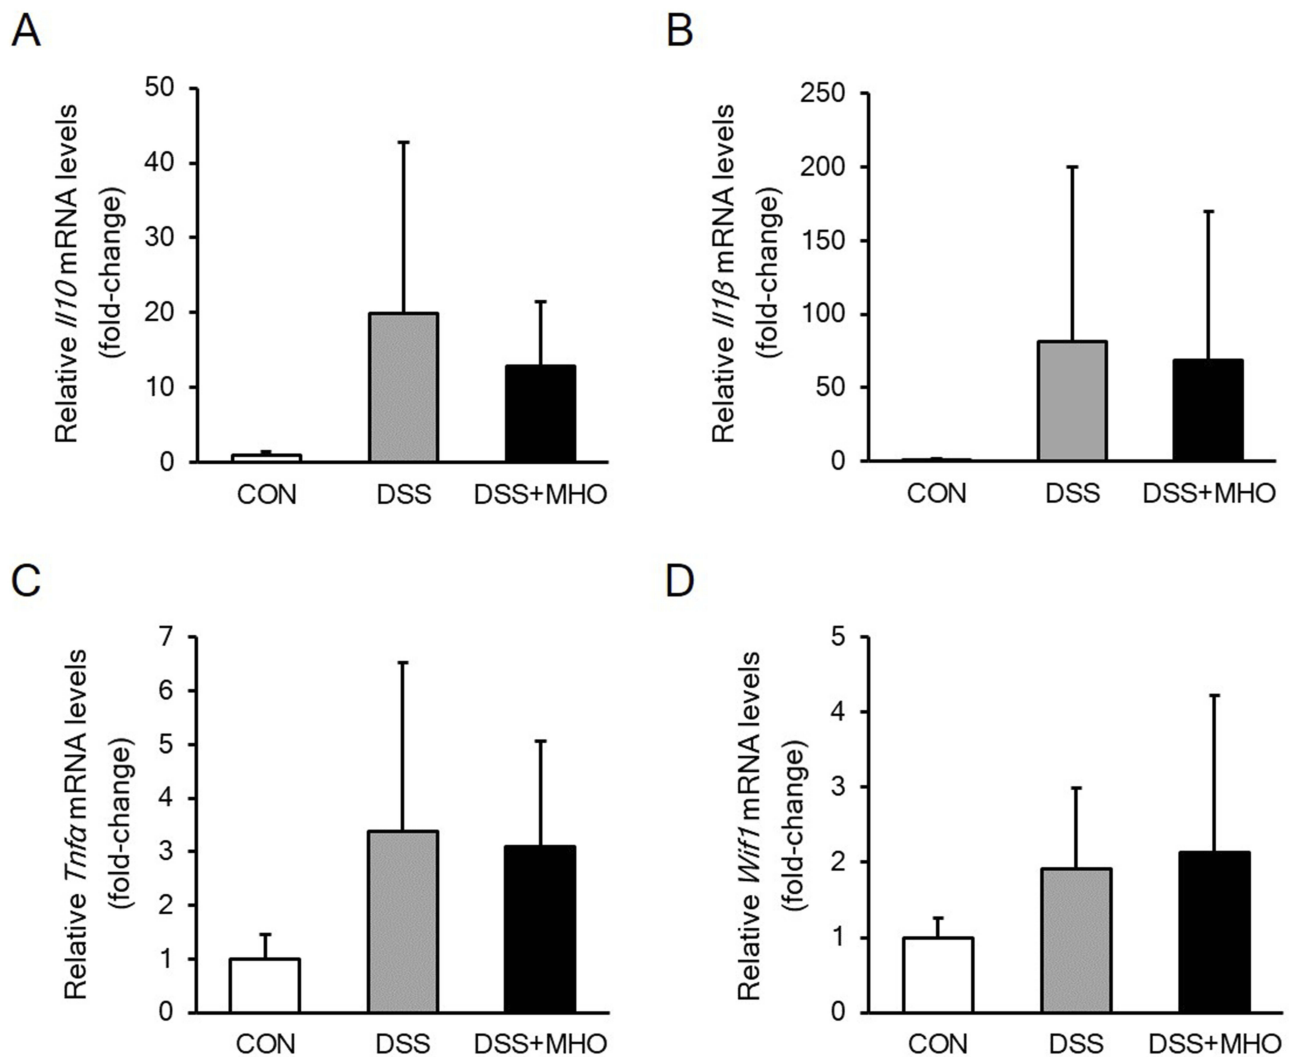 A
Relative Il10 mRNA levels
(fold-change)
50
40
30
20
10
0
CON DSS DSS+MHO
B
Relative Il1β mRNA levels
(fold-change)
250
200
150
100
50
0
CON DSS DSS+MHO
C
Relative Tnfα mRNA levels
(fold-change)
7
6
5
4
3
2
1
0
CON DSS DSS+MHO
D
Relative Wif1 mRNA levels
(fold-change)
5
4
3
2
1
0
CON DSS DSS+MHO